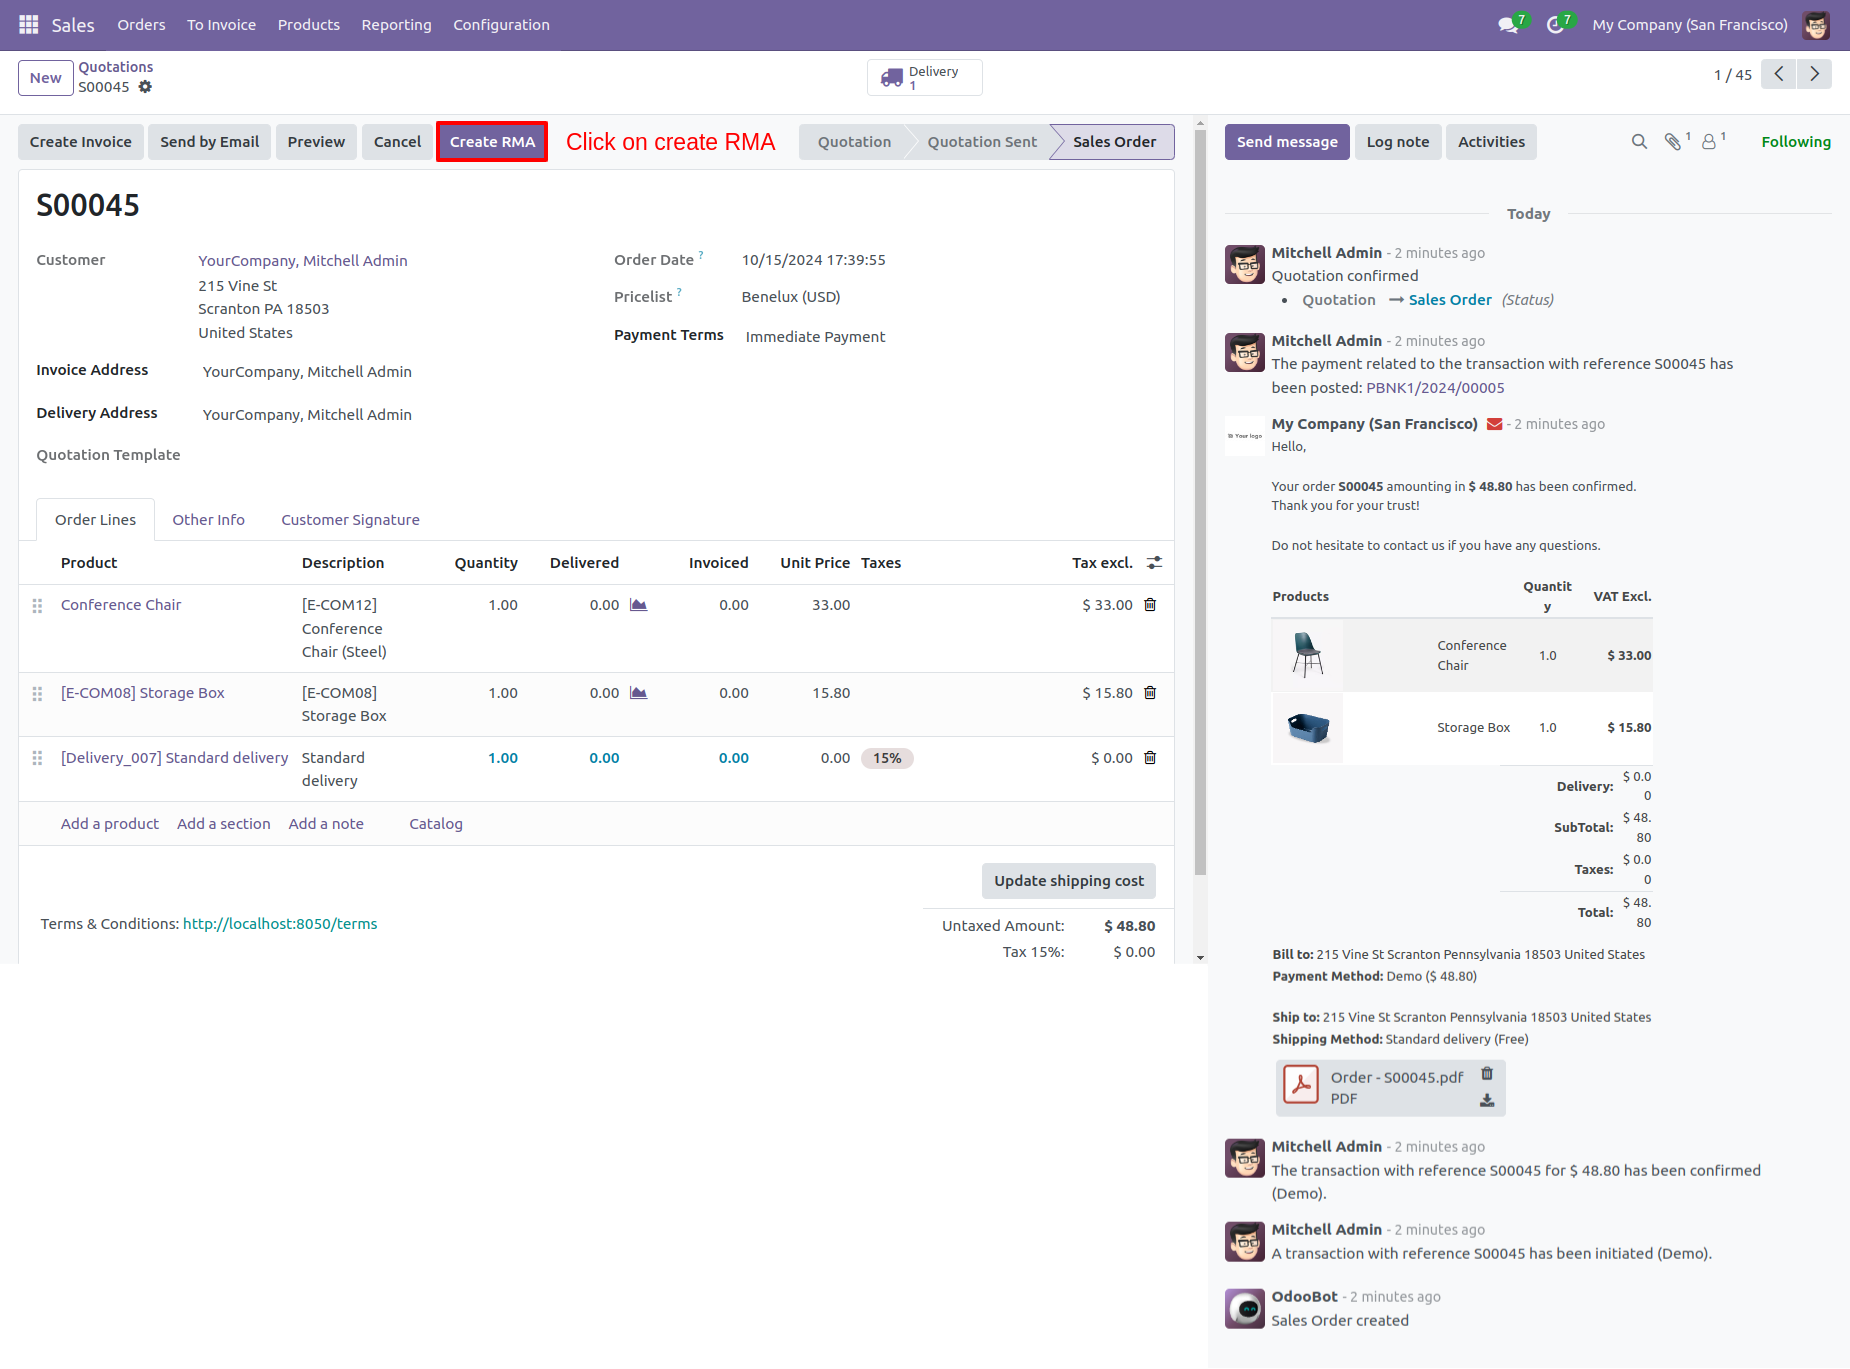 Sales Orders To Invoice Products Reporting Configuration 7 7 My Company (San Francisco)
New Quotations
S00045
Delivery
1
1 / 45
Create Invoice Send by Email Preview Cancel Create RMA Click on create RMA Quotation Quotation Sent Sales Order
S00045
Customer YourCompany, Mitchell Admin
215 Vine St
Scranton PA 18503
United States
Order Date ? 10/15/2024 17:39:55
Pricelist ? Benelux (USD)
Payment Terms Immediate Payment
Invoice Address YourCompany, Mitchell Admin
Delivery Address YourCompany, Mitchell Admin
Quotation Template
Order Lines Other Info Customer Signature
Product Description Quantity Delivered Invoiced Unit Price Taxes Tax excl.
Conference Chair [E-COM12] 1.00 0.00 0.00 33.00 $ 33.00
Conference
Chair (Steel)
[E-COM08] Storage Box [E-COM08] 1.00 0.00 0.00 15.80 $ 15.80
Storage Box
[Delivery_007] Standard delivery Standard 1.00 0.00 0.00 0.00 15% $ 0.00
delivery
Add a product Add a section Add a note Catalog
Update shipping cost
Terms & Conditions: http://localhost:8050/terms
Untaxed Amount: $ 48.80
Tax 15%: $ 0.00
Send message Log note Activities 1 1 Following
Today
Mitchell Admin - 2 minutes ago
Quotation confirmed
• Quotation → Sales Order (Status)
Mitchell Admin - 2 minutes ago
The payment related to the transaction with reference S00045 has
been posted: PBNK1/2024/00005
Your logo
My Company (San Francisco) - 2 minutes ago
Hello,
Your order S00045 amounting in $ 48.80 has been confirmed.
Thank you for your trust!
Do not hesitate to contact us if you have any questions.
Products Quantit VAT Excl.
y
Conference 1.0 $ 33.00
Chair
Storage Box 1.0 $ 15.80
Delivery: $ 0.0
0
SubTotal: $ 48.
80
Taxes: $ 0.0
0
Total: $ 48.
80
Bill to: 215 Vine St Scranton Pennsylvania 18503 United States
Payment Method: Demo ($ 48.80)
Ship to: 215 Vine St Scranton Pennsylvania 18503 United States
Shipping Method: Standard delivery (Free)
Order - S00045.pdf
PDF
Mitchell Admin - 2 minutes ago
The transaction with reference S00045 for $ 48.80 has been confirmed
(Demo).
Mitchell Admin - 2 minutes ago
A transaction with reference S00045 has been initiated (Demo).
OdooBot - 2 minutes ago
Sales Order created